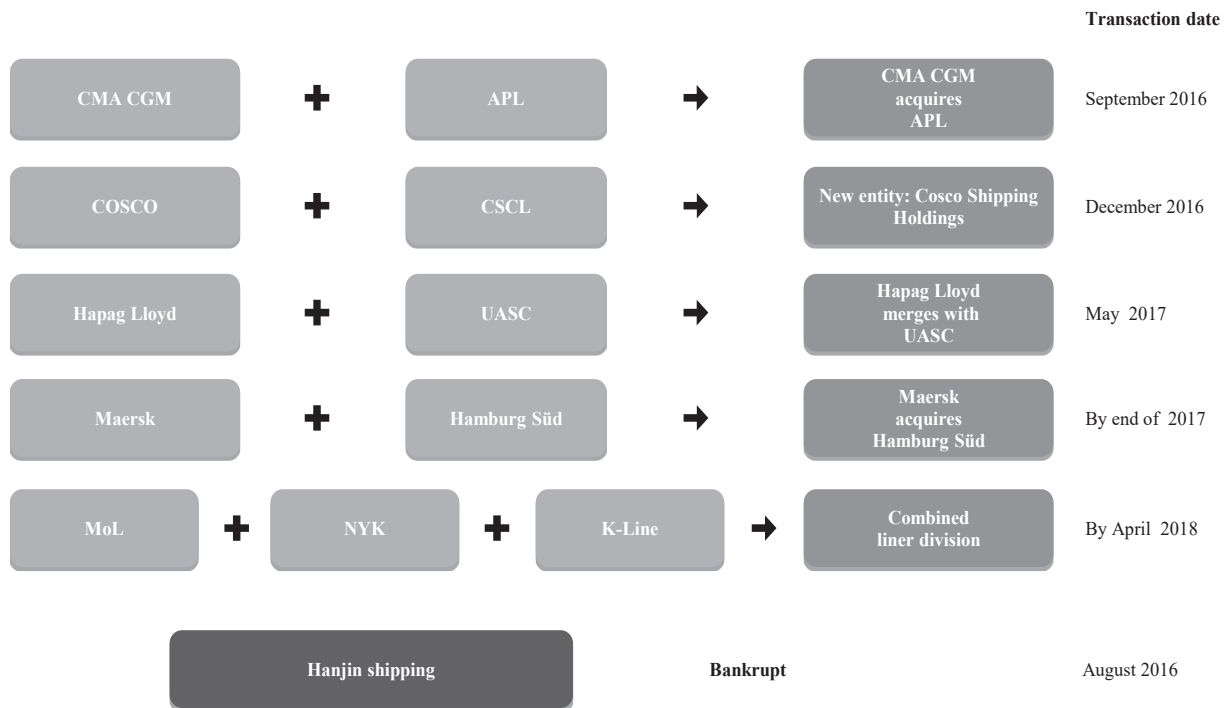 Transaction date
CMA CGM
APL
CMA CGM
acquires
APL
September 2016
COSCO
CSCL
New entity: Cosco Shipping
Holdings
December 2016
Hapag Lloyd
UASC
Hapag Lloyd
merges with
UASC
May 2017
Maersk
Hamburg Süd
Maersk
acquires
Hamburg Süd
By end of 2017
MoL
NYK
K-Line
Combined
liner division
By April 2018
Hanjin shipping
Bankrupt
August 2016